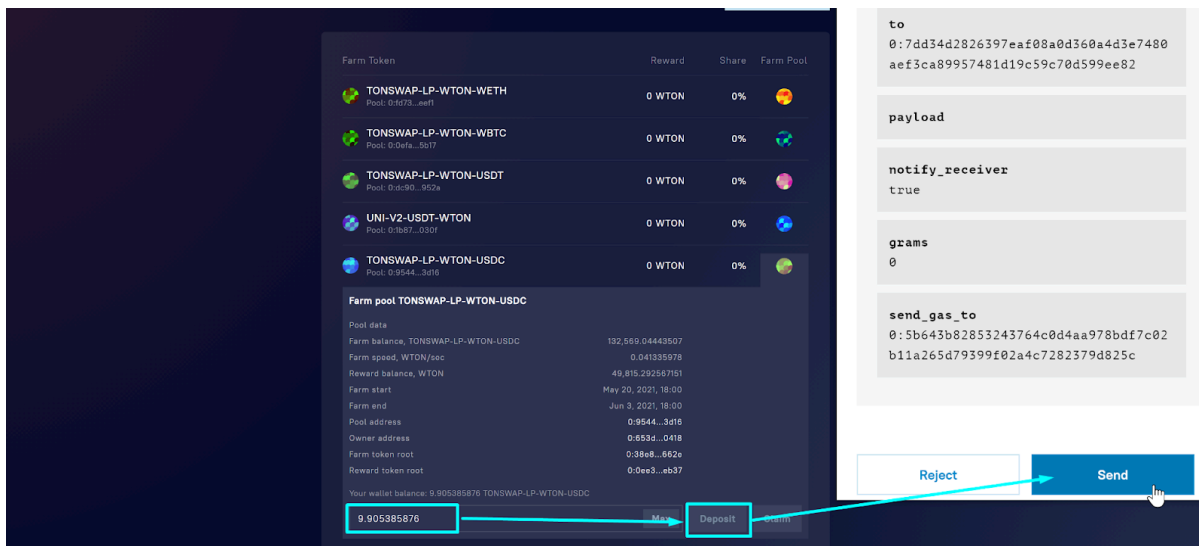 Farm Token Reward Share Farm Pool
TONSWAP-LP-WTON-WETH
Pool: 0:fd73...eef1
0 WTON 0%
TONSWAP-LP-WTON-WBTC
Pool: 0:0efa...5b17
0 WTON 0%
TONSWAP-LP-WTON-USDT
Pool: 0:dc90...952a
0 WTON 0%
UNI-V2-USDT-WTON
Pool: 0:1b87...030f
0 WTON 0%
TONSWAP-LP-WTON-USDC
Pool: 0:9544...3d16
0 WTON 0%
Farm pool TONSWAP-LP-WTON-USDC
Pool data
Farm balance, TONSWAP-LP-WTON-USDC 132,569.04443507
Farm speed, WTON/sec 0.041335978
Reward balance, WTON 49,815.292567151
Farm start May 20, 2021, 18:00
Farm end Jun 3, 2021, 18:00
Pool address 0:9544...3d16
Owner address 0:653d...0418
Farm token root 0:38e8...662e
Reward token root 0:0ee3...eb37
Your wallet balance: 9.905385876 TONSWAP-LP-WTON-USDC
9.905385876 Max Deposit Claim
to
0:7dd34d2826397eaf08a0d360a4d3e7480
aef3ca89957481d19c59c70d599ee82
payload
notify_receiver
true
grams
0
send_gas_to
0:5b643b82853243764c0d4aa978bdf7c02
b11a265d79399f02a4c7282379d825c
Reject Send